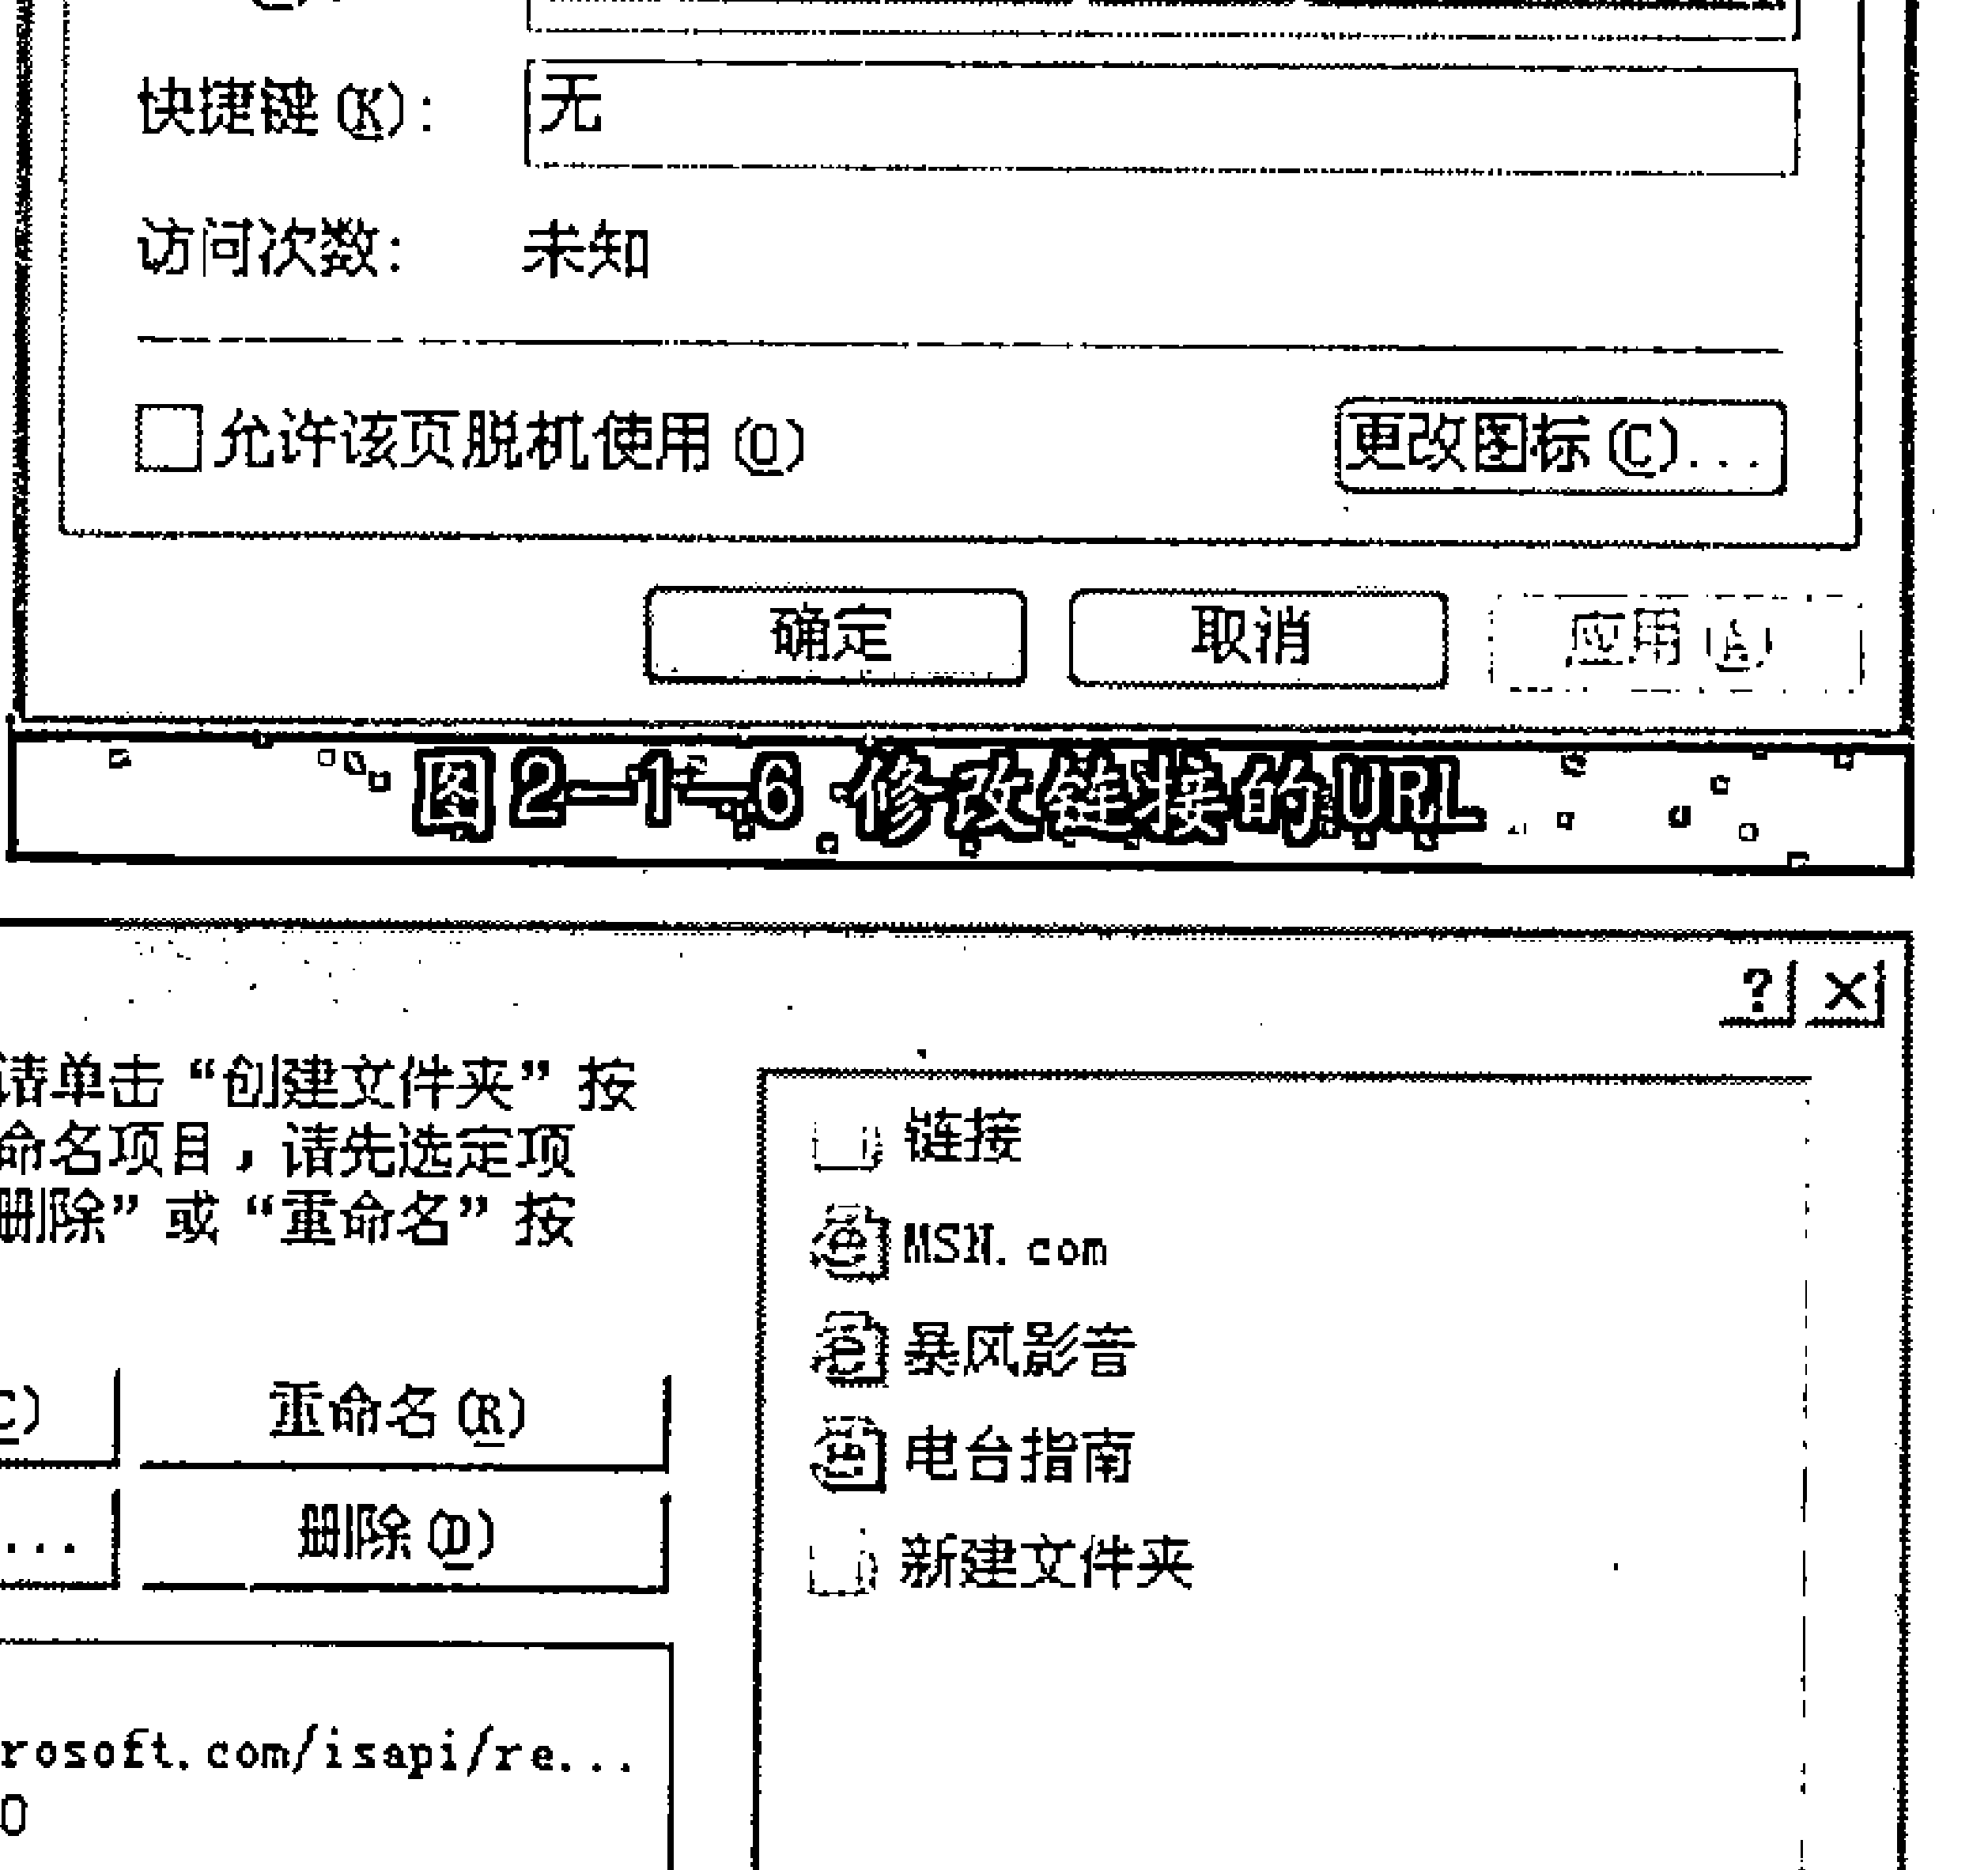 快捷键(K): 无
访问次数: 未知
允许该页脱机使用(O) 更改图标(C)...
确定 取消 应用(A)
图2-1-6 修改链接的URL
? ×
请单击“创建文件夹”按
命名项目,请先选定项
删除”或“重命名”按
C) 重命名(R)
... 删除(D)
rosoft.com/isapi/re...
0
链接
MSN.com
暴风影音
电台指南
新建文件夹